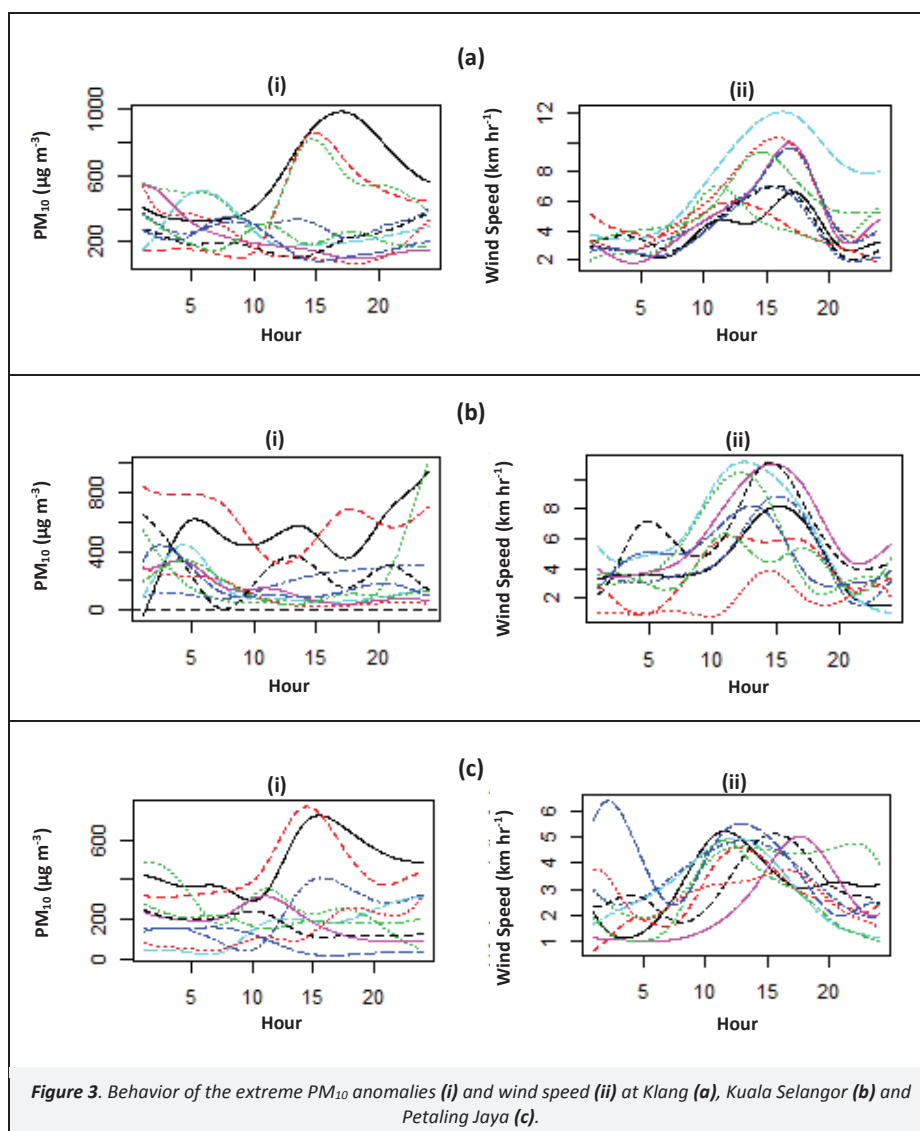 (a)
(i)
PM10 (µg m-3)
1000
600
200
5 10 15 20
Hour
(ii)
Wind Speed (km hr-1)
12
10
8
6
4
2
5 10 15 20
Hour
(b)
(i)
PM10 (µg m-3)
800
400
0
5 10 15 20
Hour
(ii)
Wind Speed (km hr-1)
8
6
4
2
5 10 15 20
Hour
(c)
(i)
PM10 (µg m-3)
600
200
0
5 10 15 20
Hour
(ii)
Wind Speed (km hr-1)
6
5
4
3
2
1
5 10 15 20
Hour
Figure 3. Behavior of the extreme PM10 anomalies (i) and wind speed (ii) at Klang (a), Kuala Selangor (b) and
Petaling Jaya (c).